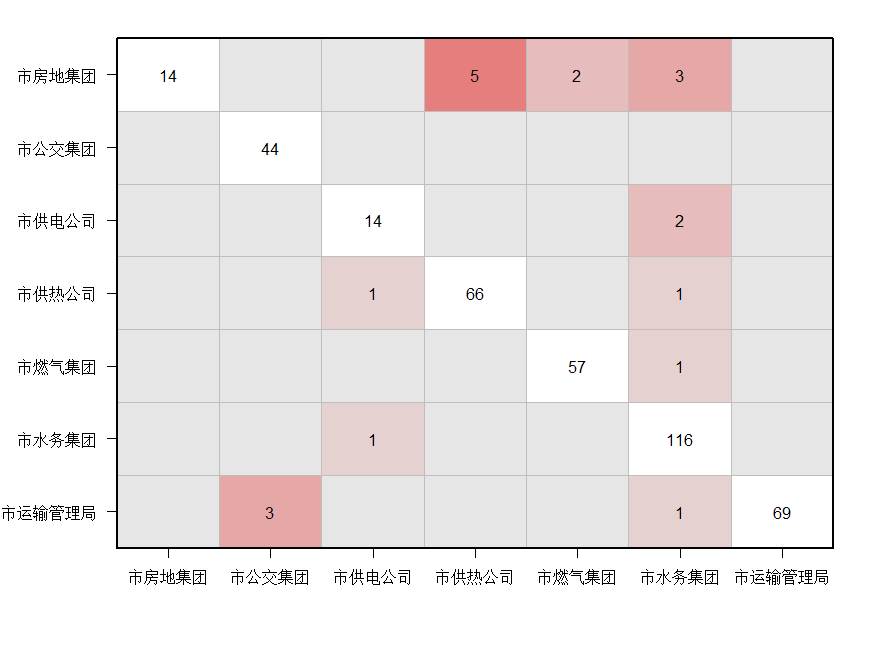 市房地集团 14 5 2 3
市公交集团 44
市供电公司 14 2
市供热公司 1 66 1
市燃气集团 57 1
市水务集团 1 116
市运输管理局 3 1 69
市房地集团 市公交集团 市供电公司 市供热公司 市燃气集团 市水务集团 市运输管理局